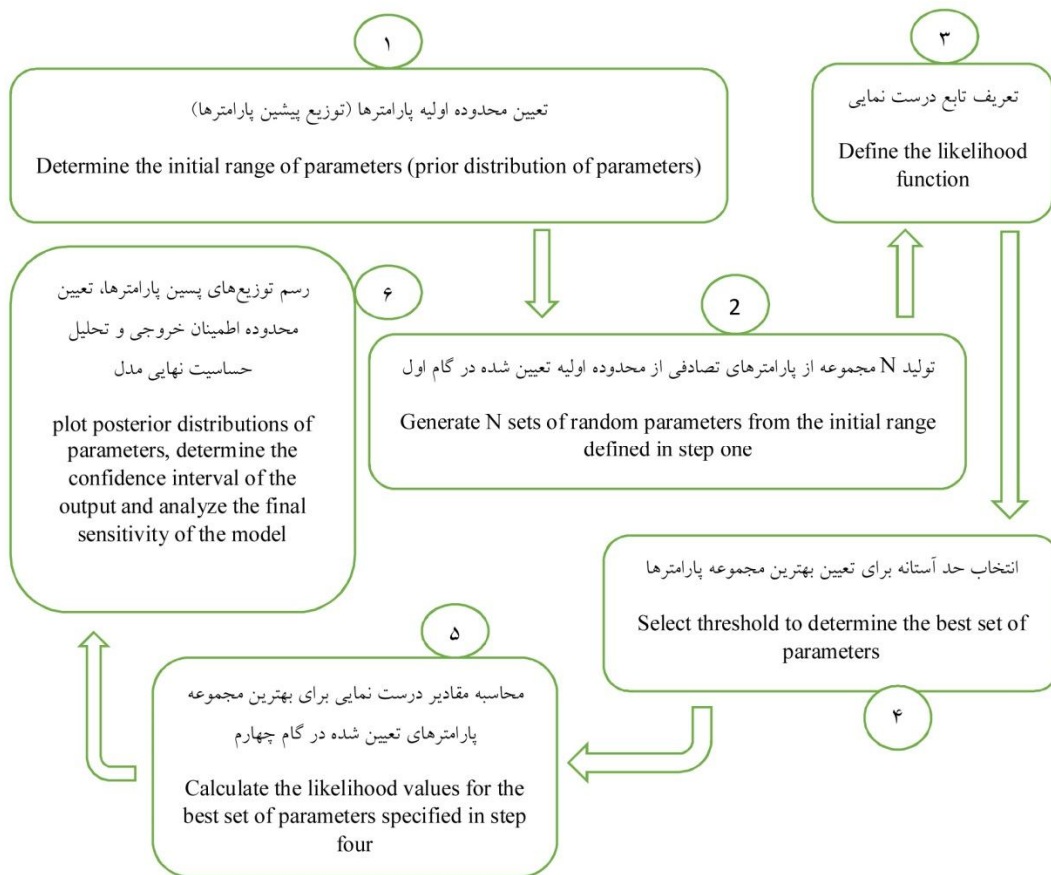 ۱
تعیین محدوده اولیه پارامترها (توزیع پیشین پارامترها)
Determine the initial range of parameters (prior distribution of parameters)
2
تولید N مجموعه از پارامترهای تصادفی از محدوده اولیه تعیین شده در گام اول
Generate N sets of random parameters from the initial range
defined in step one
۳
تعریف تابع درست نمایی
Define the likelihood
function
انتخاب حد آستانه برای تعیین بهترین مجموعه پارامترها
Select threshold to determine the best set of
parameters
۴
۵
محاسبه مقادیر درست نمایی برای بهترین مجموعه
پارامترهای تعیین شده در گام چهارم
Calculate the likelihood values for the
best set of parameters specified in step
four
۶
رسم توزیع‌های پسین پارامترها، تعیین
محدوده اطمینان خروجی و تحلیل
حساسیت نهایی مدل
plot posterior distributions of
parameters, determine the
confidence interval of the
output and analyze the final
sensitivity of the model